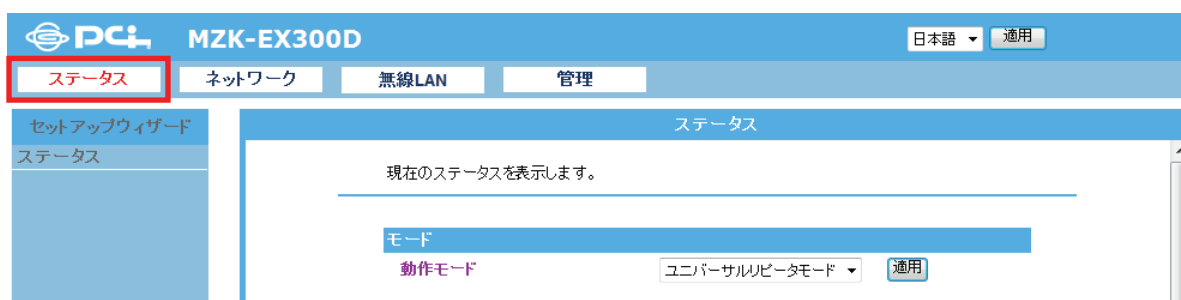 PCi MZK-EX300D 日本語 適用
ステータス ネットワーク 無線LAN 管理
セットアップウィザード ステータス
ステータス
現在のステータスを表示します。
モード
動作モード ユニバーサルリピータモード 適用